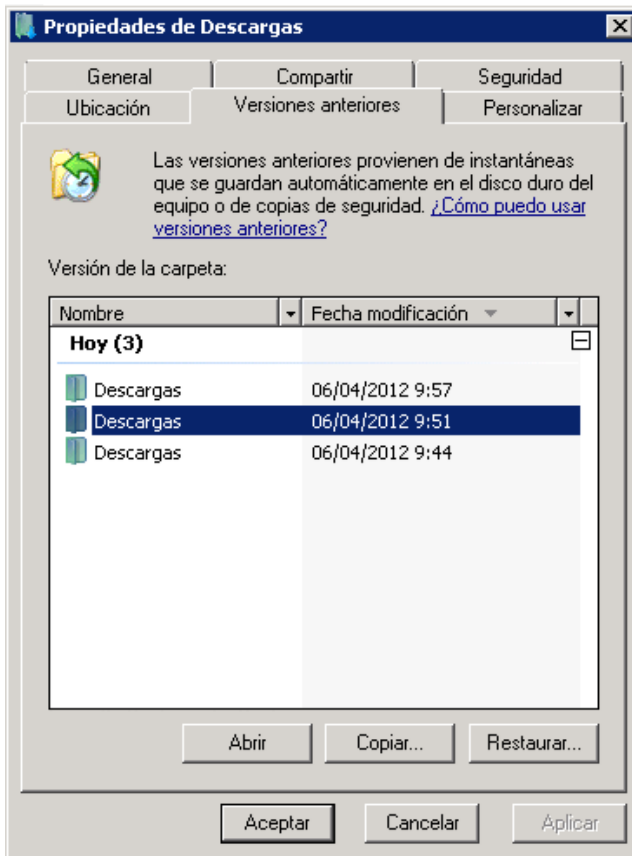 Propiedades de Descargas
General Compartir Seguridad
Ubicación Versiones anteriores Personalizar
Las versiones anteriores provienen de instantáneas
que se guardan automáticamente en el disco duro del
equipo o de copias de seguridad. ¿Cómo puedo usar
versiones anteriores?
Versión de la carpeta:
Nombre Fecha modificación
Hoy (3)
Descargas 06/04/2012 9:57
Descargas 06/04/2012 9:51
Descargas 06/04/2012 9:44
Abrir Copiar... Restaurar...
Aceptar Cancelar Aplicar